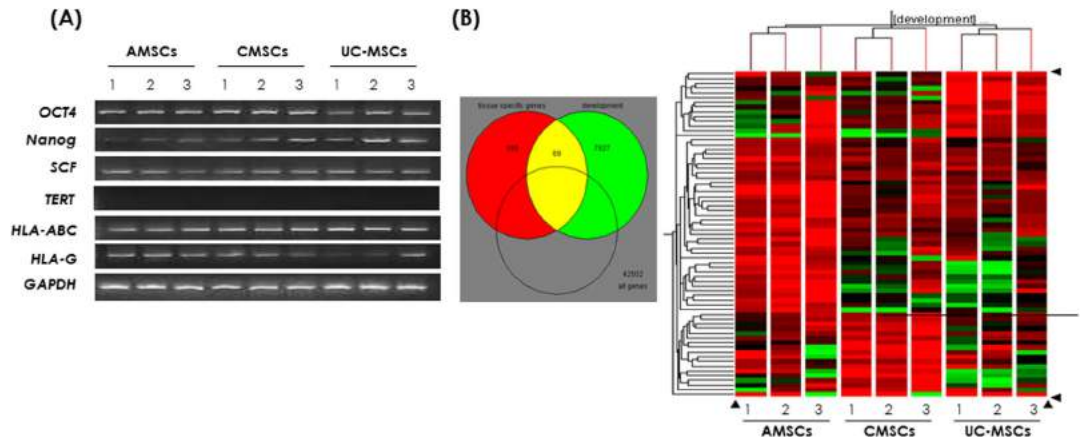 (A)
AMSCs CMSCs UC-MSCs
1 2 3 1 2 3 1 2 3
OCT4
Nanog
SCF
TERT
HLA-ABC
HLA-G
GAPDH
(B)
tissue specific genes development
69
all genes
[development]
1 2 3 1 2 3 1 2 3
AMSCs CMSCs UC-MSCs